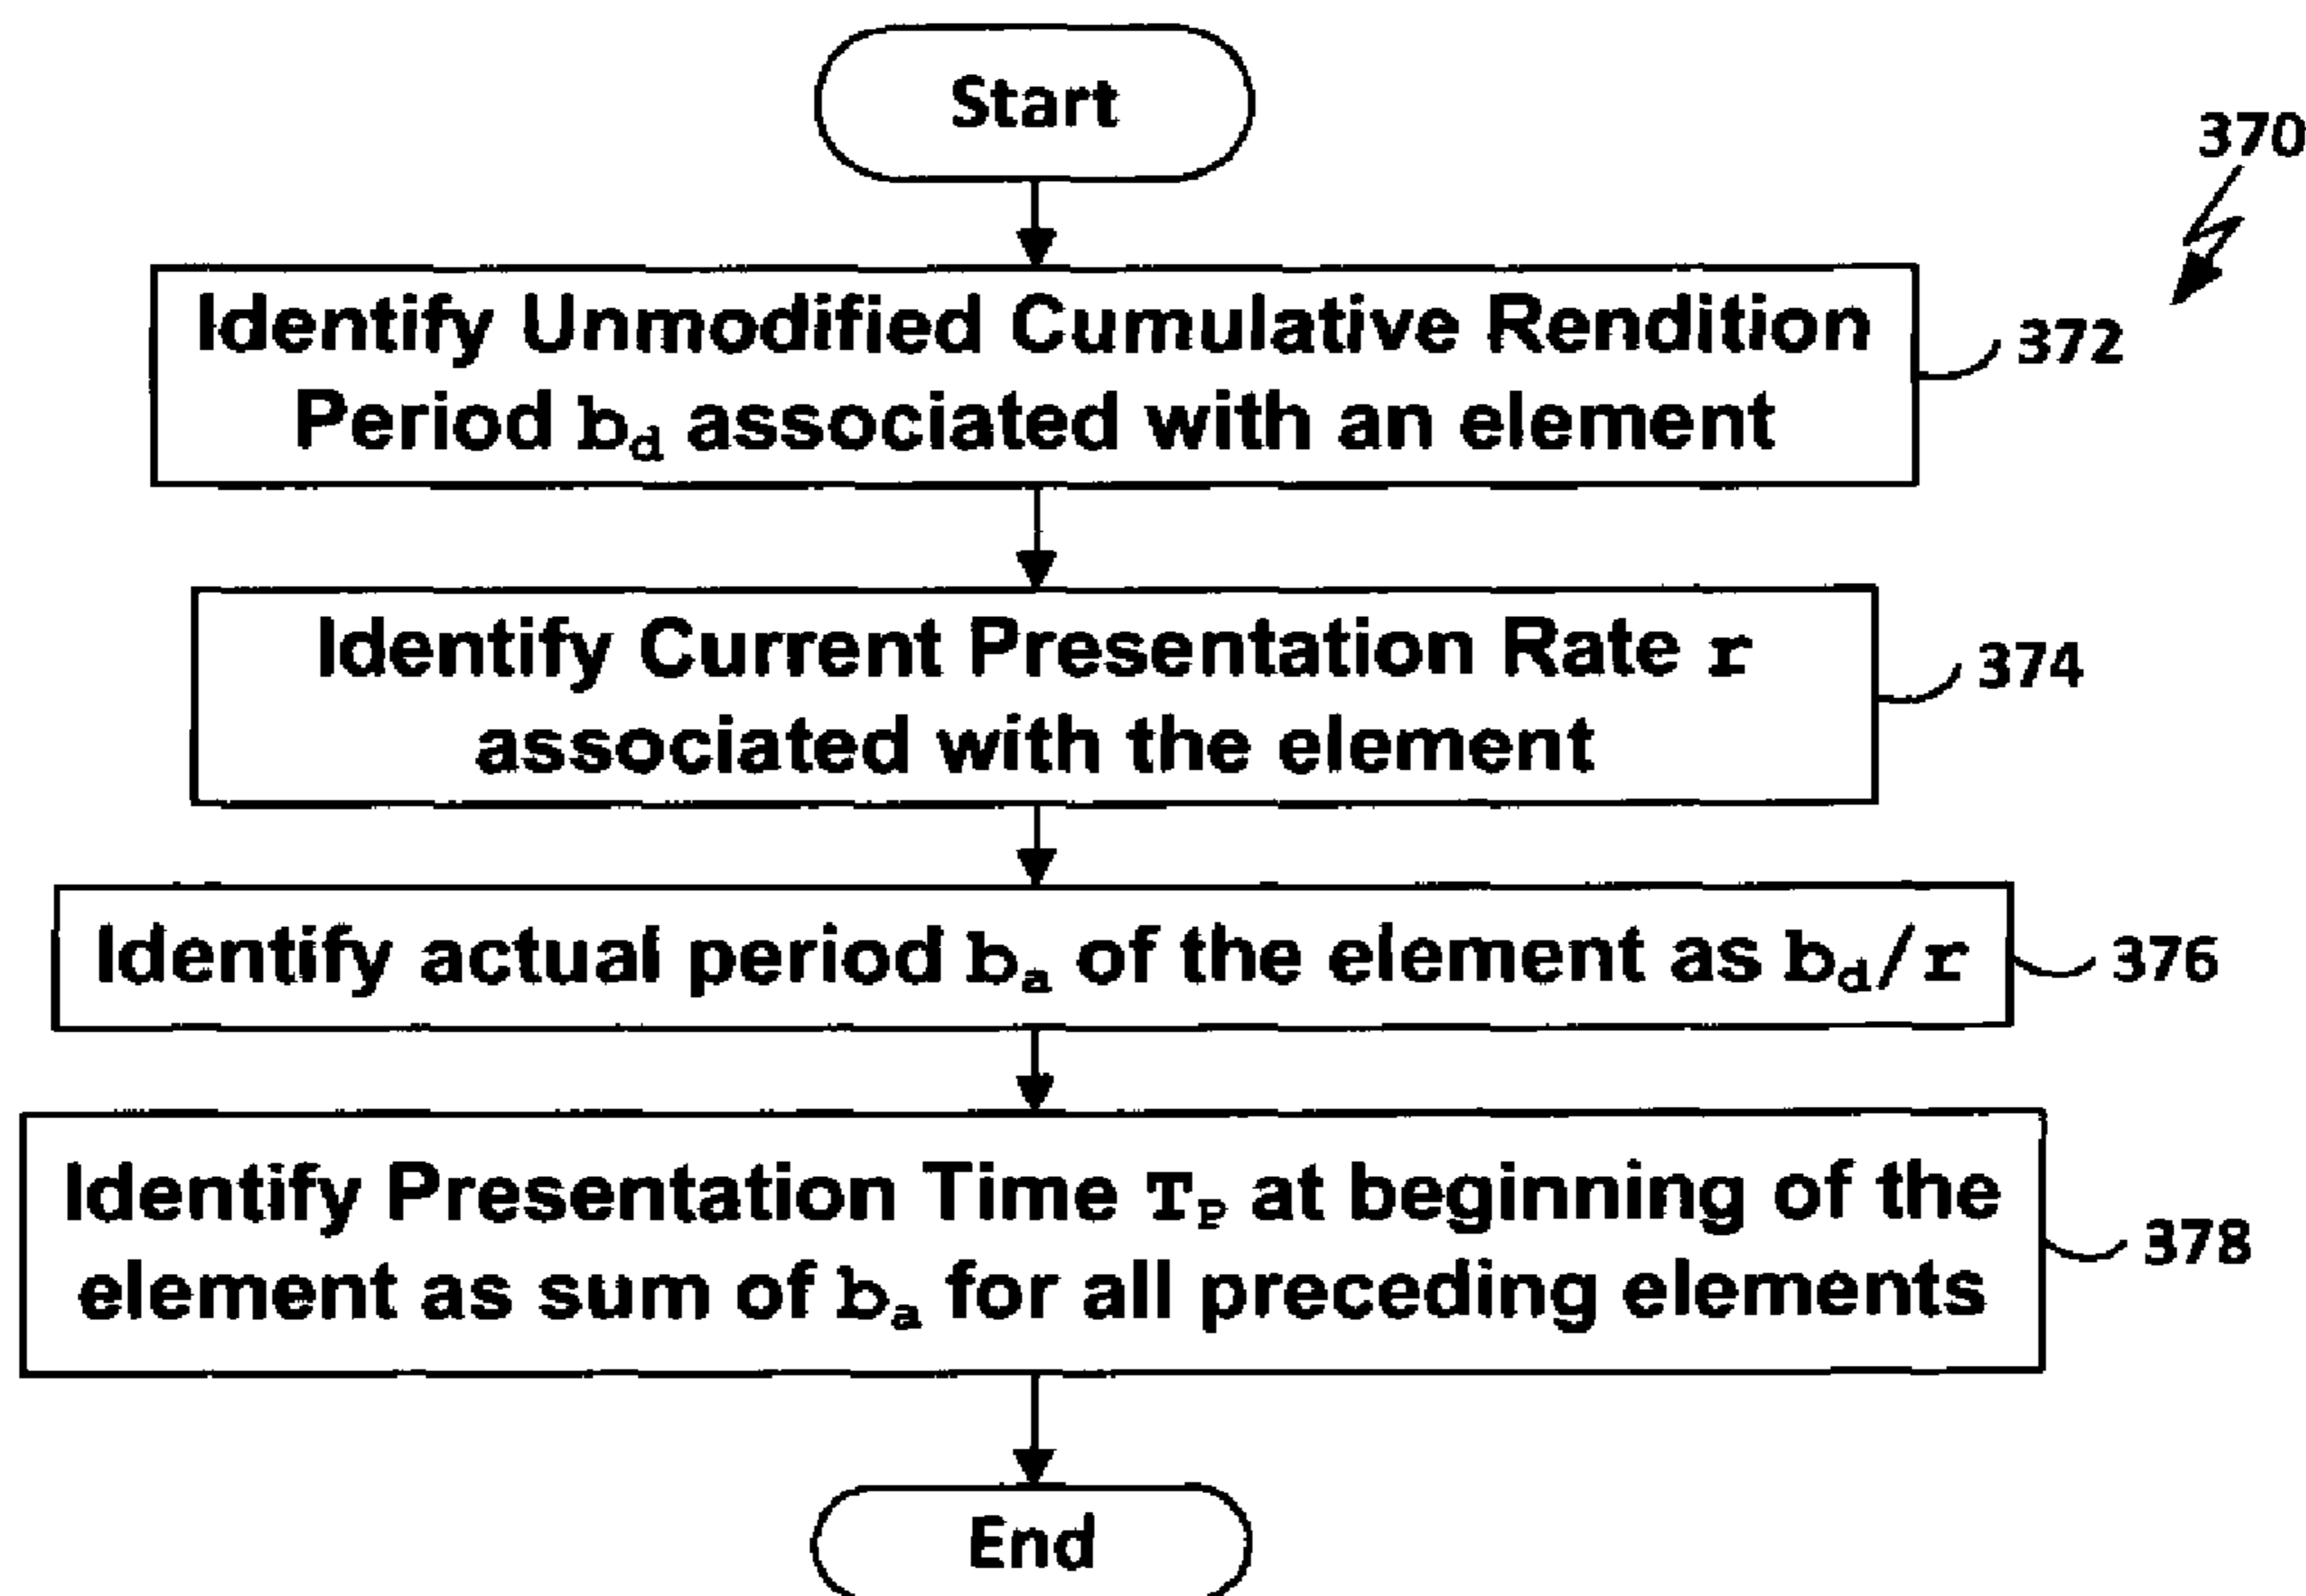 Start
370
Identify Unmodified Cumulative Rendition
Period b_d associated with an element
372
Identify Current Presentation Rate r
associated with the element
374
Identify actual period b_a of the element as b_d/r
376
Identify Presentation Time T_P at beginning of the
element as sum of b_a for all preceding elements
378
End